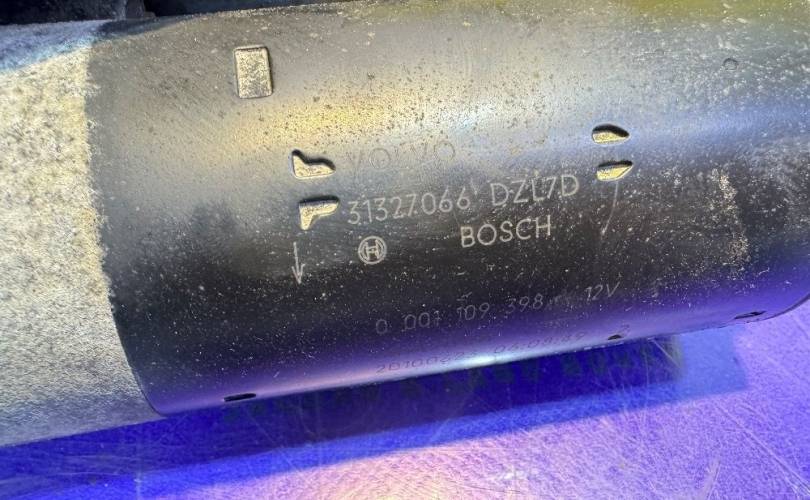 VOLVO
31327066 DZL7D
BOSCH
0 001 109 398 12V